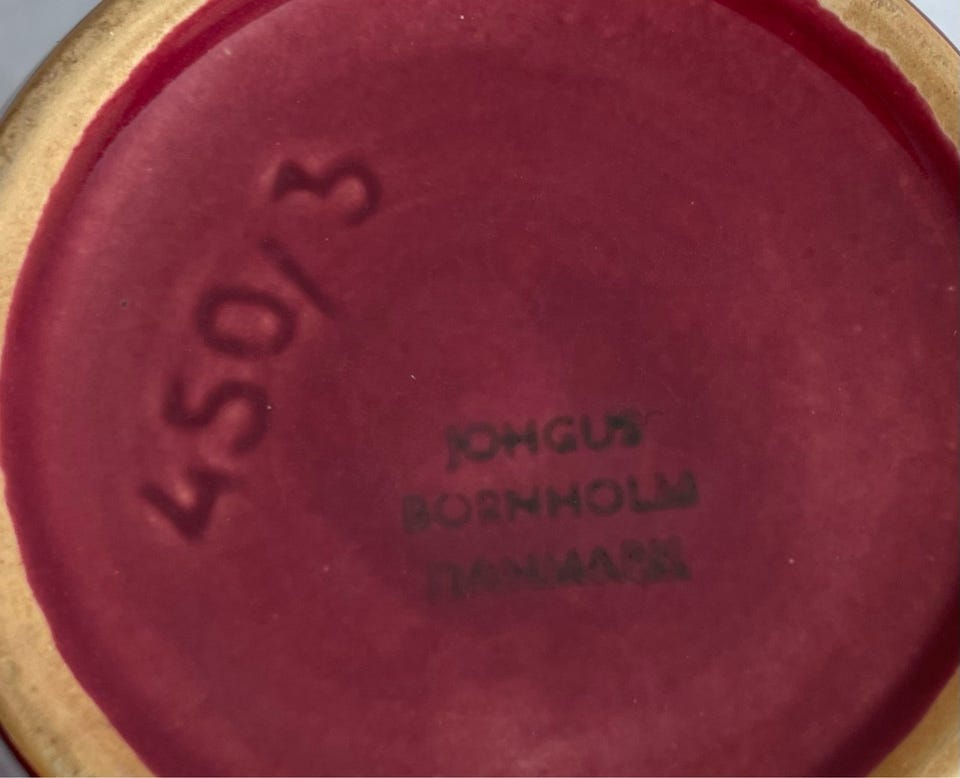 450/3
JOHGUS
BORNHOLM
DANMARK